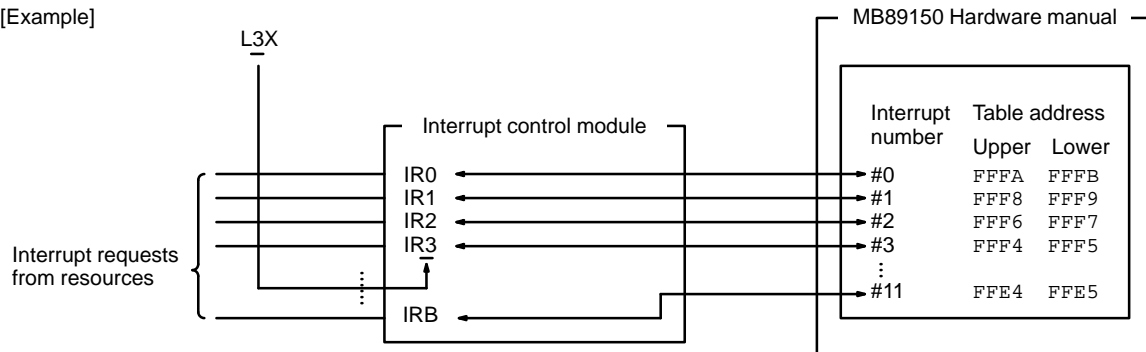 [Example]
MB89150 Hardware manual
L3X
Interrupt control module
Interrupt number
Table address
Upper Lower
IR0 #0 FFFA FFFB
IR1 #1 FFF8 FFF9
IR2 #2 FFF6 FFF7
IR3 #3 FFF4 FFF5
Interrupt requests
from resources
IRB #11 FFE4 FFE5